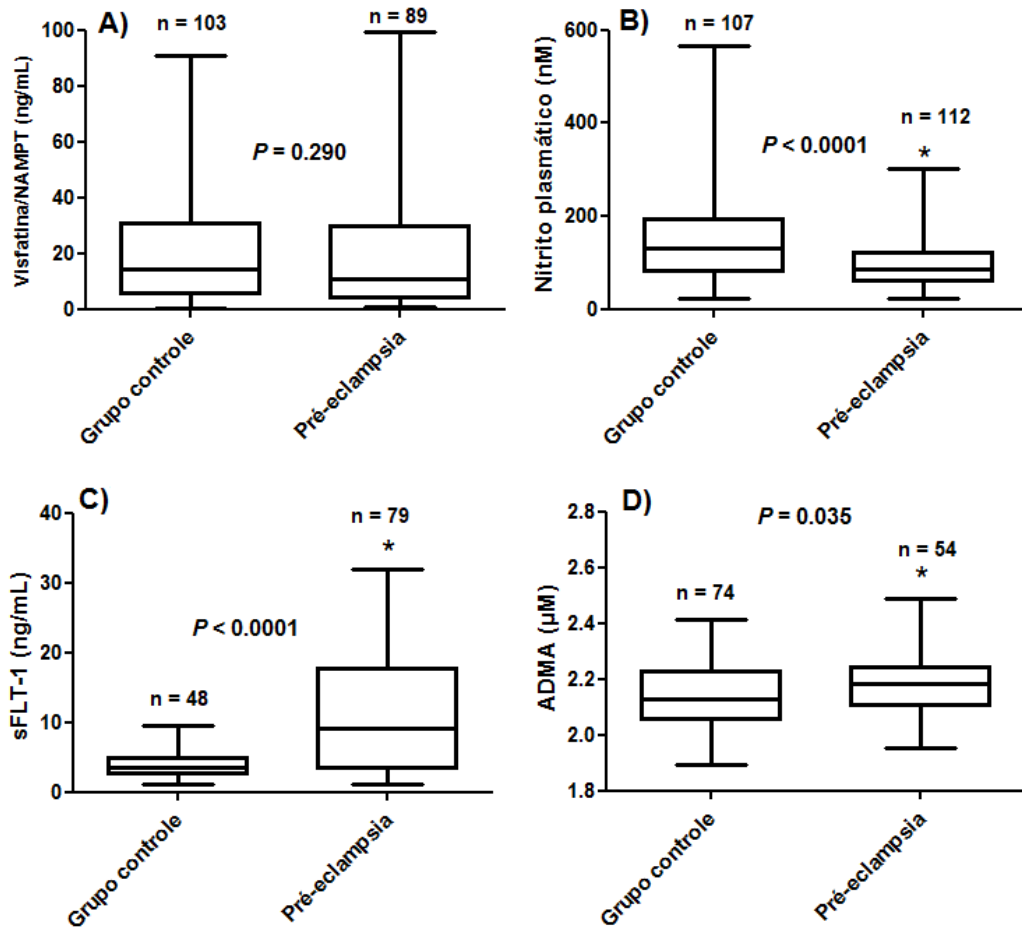 A)
n = 103
n = 89
P = 0.290
Visfatina/NAMPT (ng/mL)
100
80
60
40
20
0
Grupo controle
Pré-eclampsia
B)
n = 107
n = 112
*
P < 0.0001
Nitrito plasmático (nM)
600
400
200
0
Grupo controle
Pré-eclampsia
C)
n = 79
*
P < 0.0001
n = 48
sFLT-1 (ng/mL)
40
30
20
10
0
Grupo controle
Pré-eclampsia
D)
P = 0.035
n = 54
*
n = 74
ADMA (µM)
2.8
2.6
2.4
2.2
2.0
1.8
Grupo controle
Pré-eclampsia